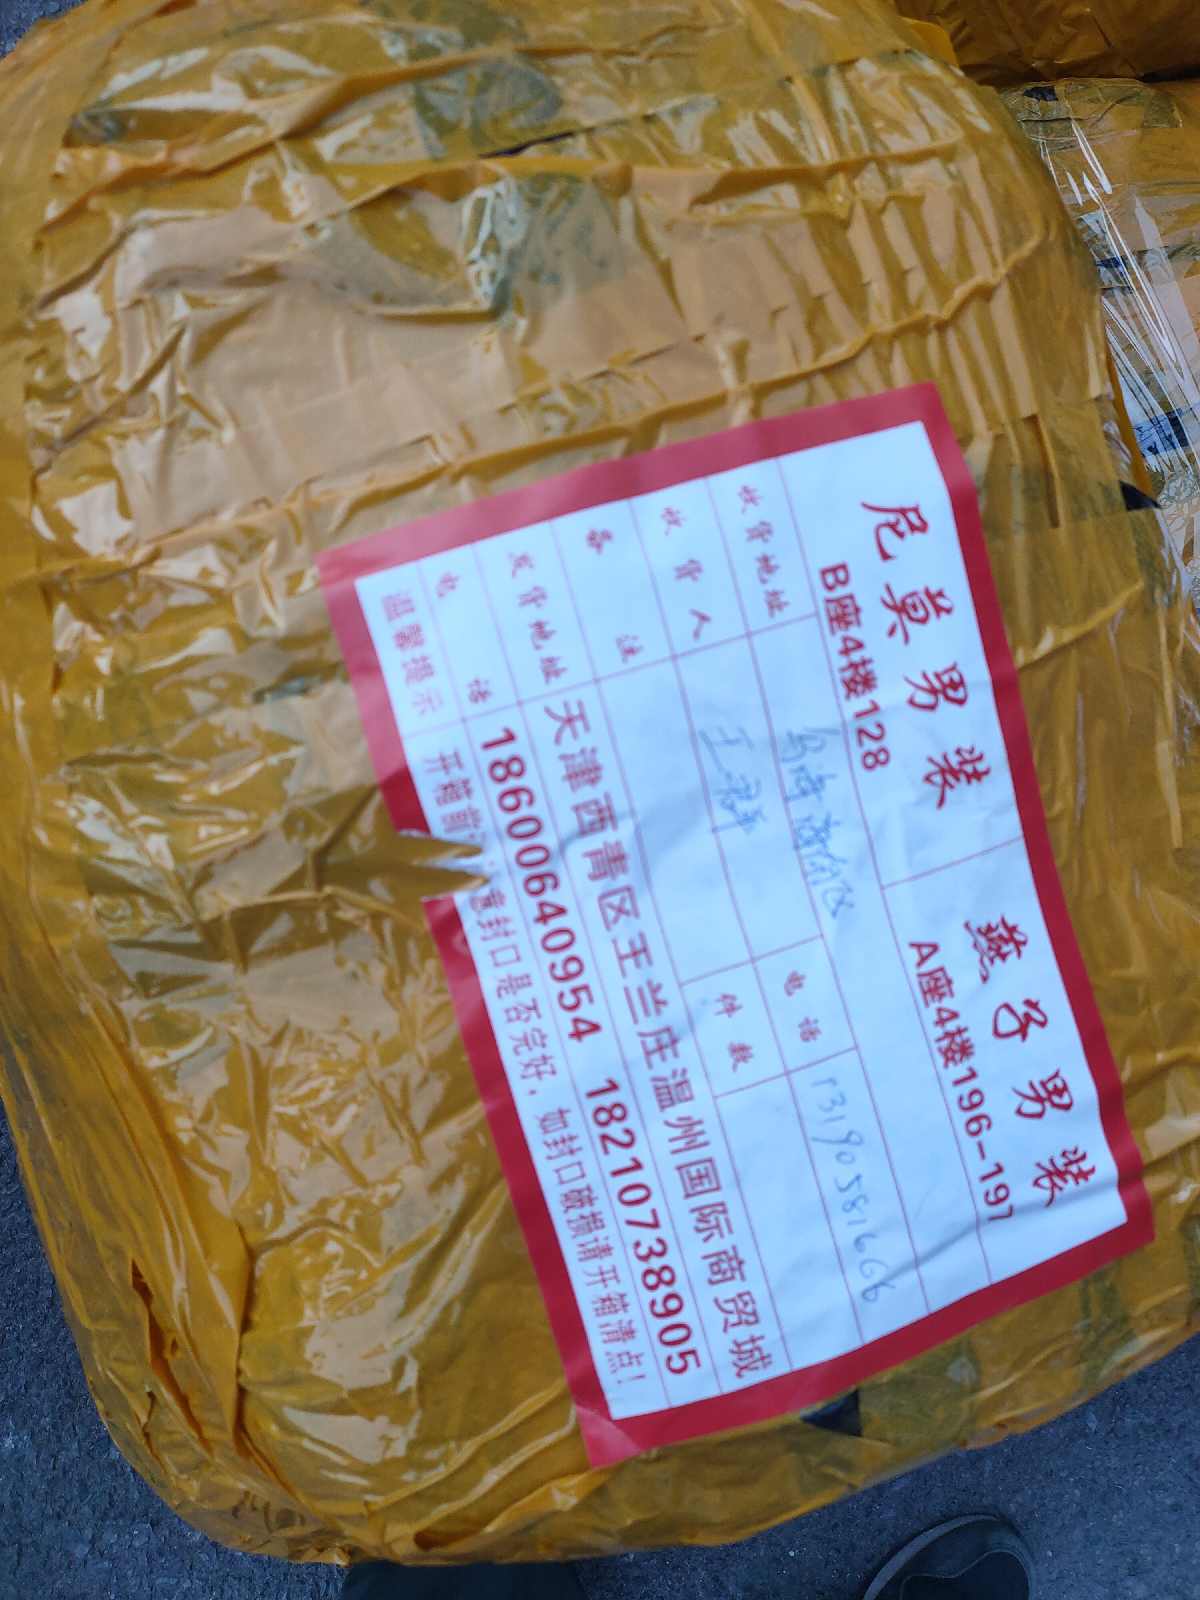 尼美男装 燕子男装
B座4楼128 A座4楼196-197
收货地址
收货人 电话 13190581666
备注 件数
发货地址 天津西青区王兰庄温州国际商贸城
电话 18600640954 18210738905
温馨提示 开箱前 意封口是否完好，如封口破损请开箱清点！